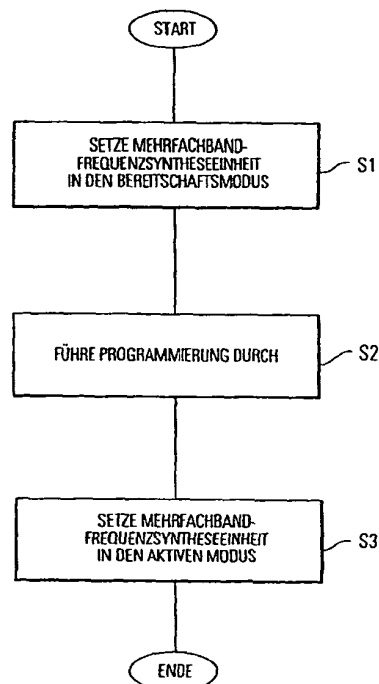 START
SETZE MEHRFACHBAND-
FREQUENZSYNTHESEEINHEIT
IN DEN BEREITSCHAFTSMODUS
S1
FÜHRE PROGRAMMIERUNG DURCH
S2
SETZE MEHRFACHBAND-
FREQUENZSYNTHESEEINHEIT
IN DEN AKTIVEN MODUS
S3
ENDE